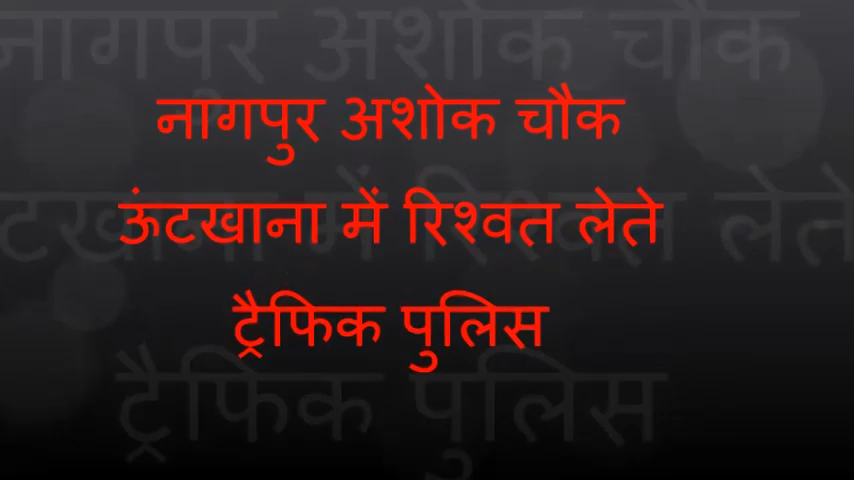 नागपुर अशोक चौक
ऊंटखाना में रिश्वत लेते
ट्रैफिक पुलिस